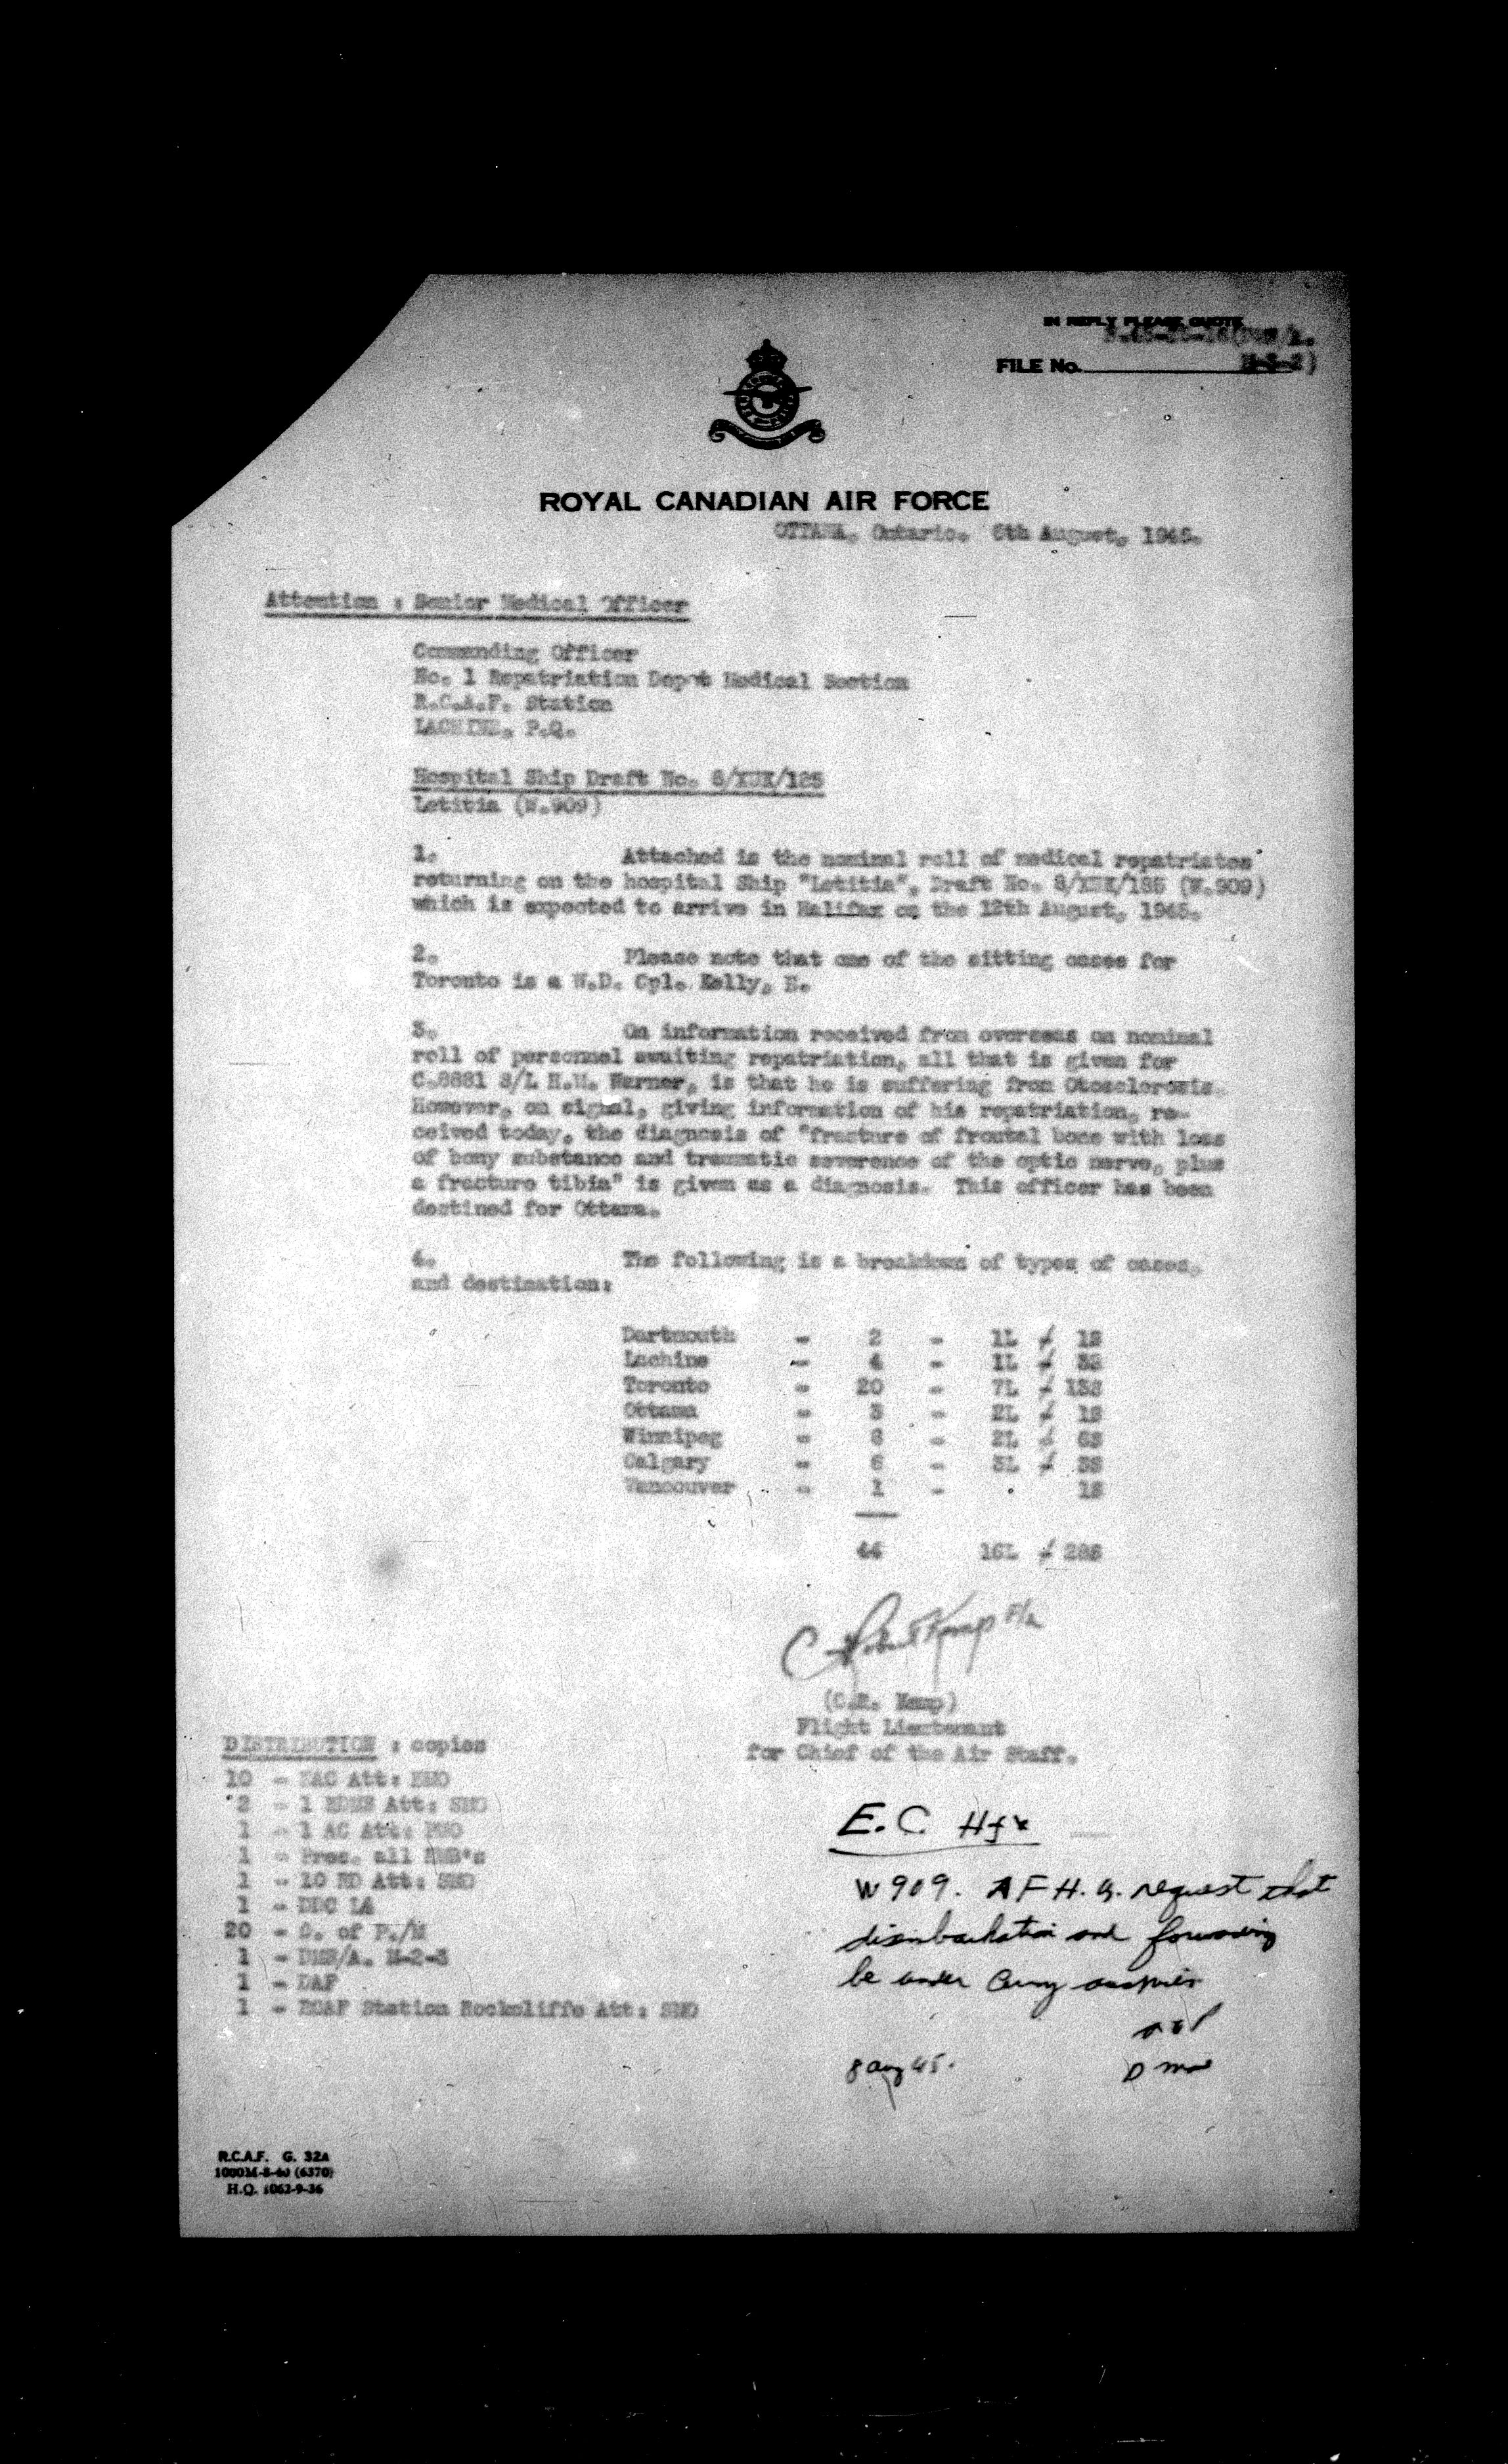 IN REPLY PLEASE QUOTE
FILE No.
ROYAL CANADIAN AIR FORCE
OTTAWA, Ontario. 6th August, 1945.
Attention : Senior Medical Officer
Commanding Officer
No. 1 Repatriation Depot Medical Section
R.C.A.F. Station
LACHINE, P.Q.
Hospital Ship Draft No.
Letitia (W.909)
1. Attached is the nominal roll of medical repatriates
returning on the hospital Ship "Letitia", Draft No. (W.909)
which is expected to arrive in Halifax on the 12th August, 1945.
2. Please note that one of the sitting cases for
Toronto is a W.D. Cpl. Kelly, E.
3. On information received from overseas on nominal
roll of personnel awaiting repatriation, all that is given for
C.8881 S/L H.M. Warner, is that he is suffering from Otosclerosis.
However, on signal, giving information of his repatriation, re-
ceived today, the diagnosis of "fracture of frontal bone with loss
of bony substance and traumatic severence of the optic nerve, plus
a fracture tibia" is given as a diagnosis. This officer has been
destined for Ottawa.
4. The following is a breakdown of types of cases,
and destination:
Dartmouth - 2 - 1L / 1S
Lachine - 4 - 1L / 3S
Toronto - 20 - 7L / 13S
Ottawa - 3 - 2L / 1S
Winnipeg - 8 - 2L / 6S
Calgary - 6 - 3L / 3S
Vancouver - 1 - 1S
44 16L / 28S
C Robert Kemp F/L
(C.R. Kemp)
Flight Lieutenant
for Chief of the Air Staff.
DISTRIBUTION : copies
10 - EAC Att: PMO
2 - 1 Att: SMO
1 - 1 AC Att: PMO
1 - Pres. all
1 - 10 RD Att: SMO
1 - LA
20 - D. of P./M
1 - DMS/A. M-2-3
1 - DAF
1 - RCAF Station Rockcliffe Att: SMO
E.C. Hfx
W909. AFHQ. request that
disembarkation and forwarding
be under Army auspices
8 Aug 45.
R.C.A.F. G. 32A
1000M-8-40 (6370)
H.Q. 1062-9-36